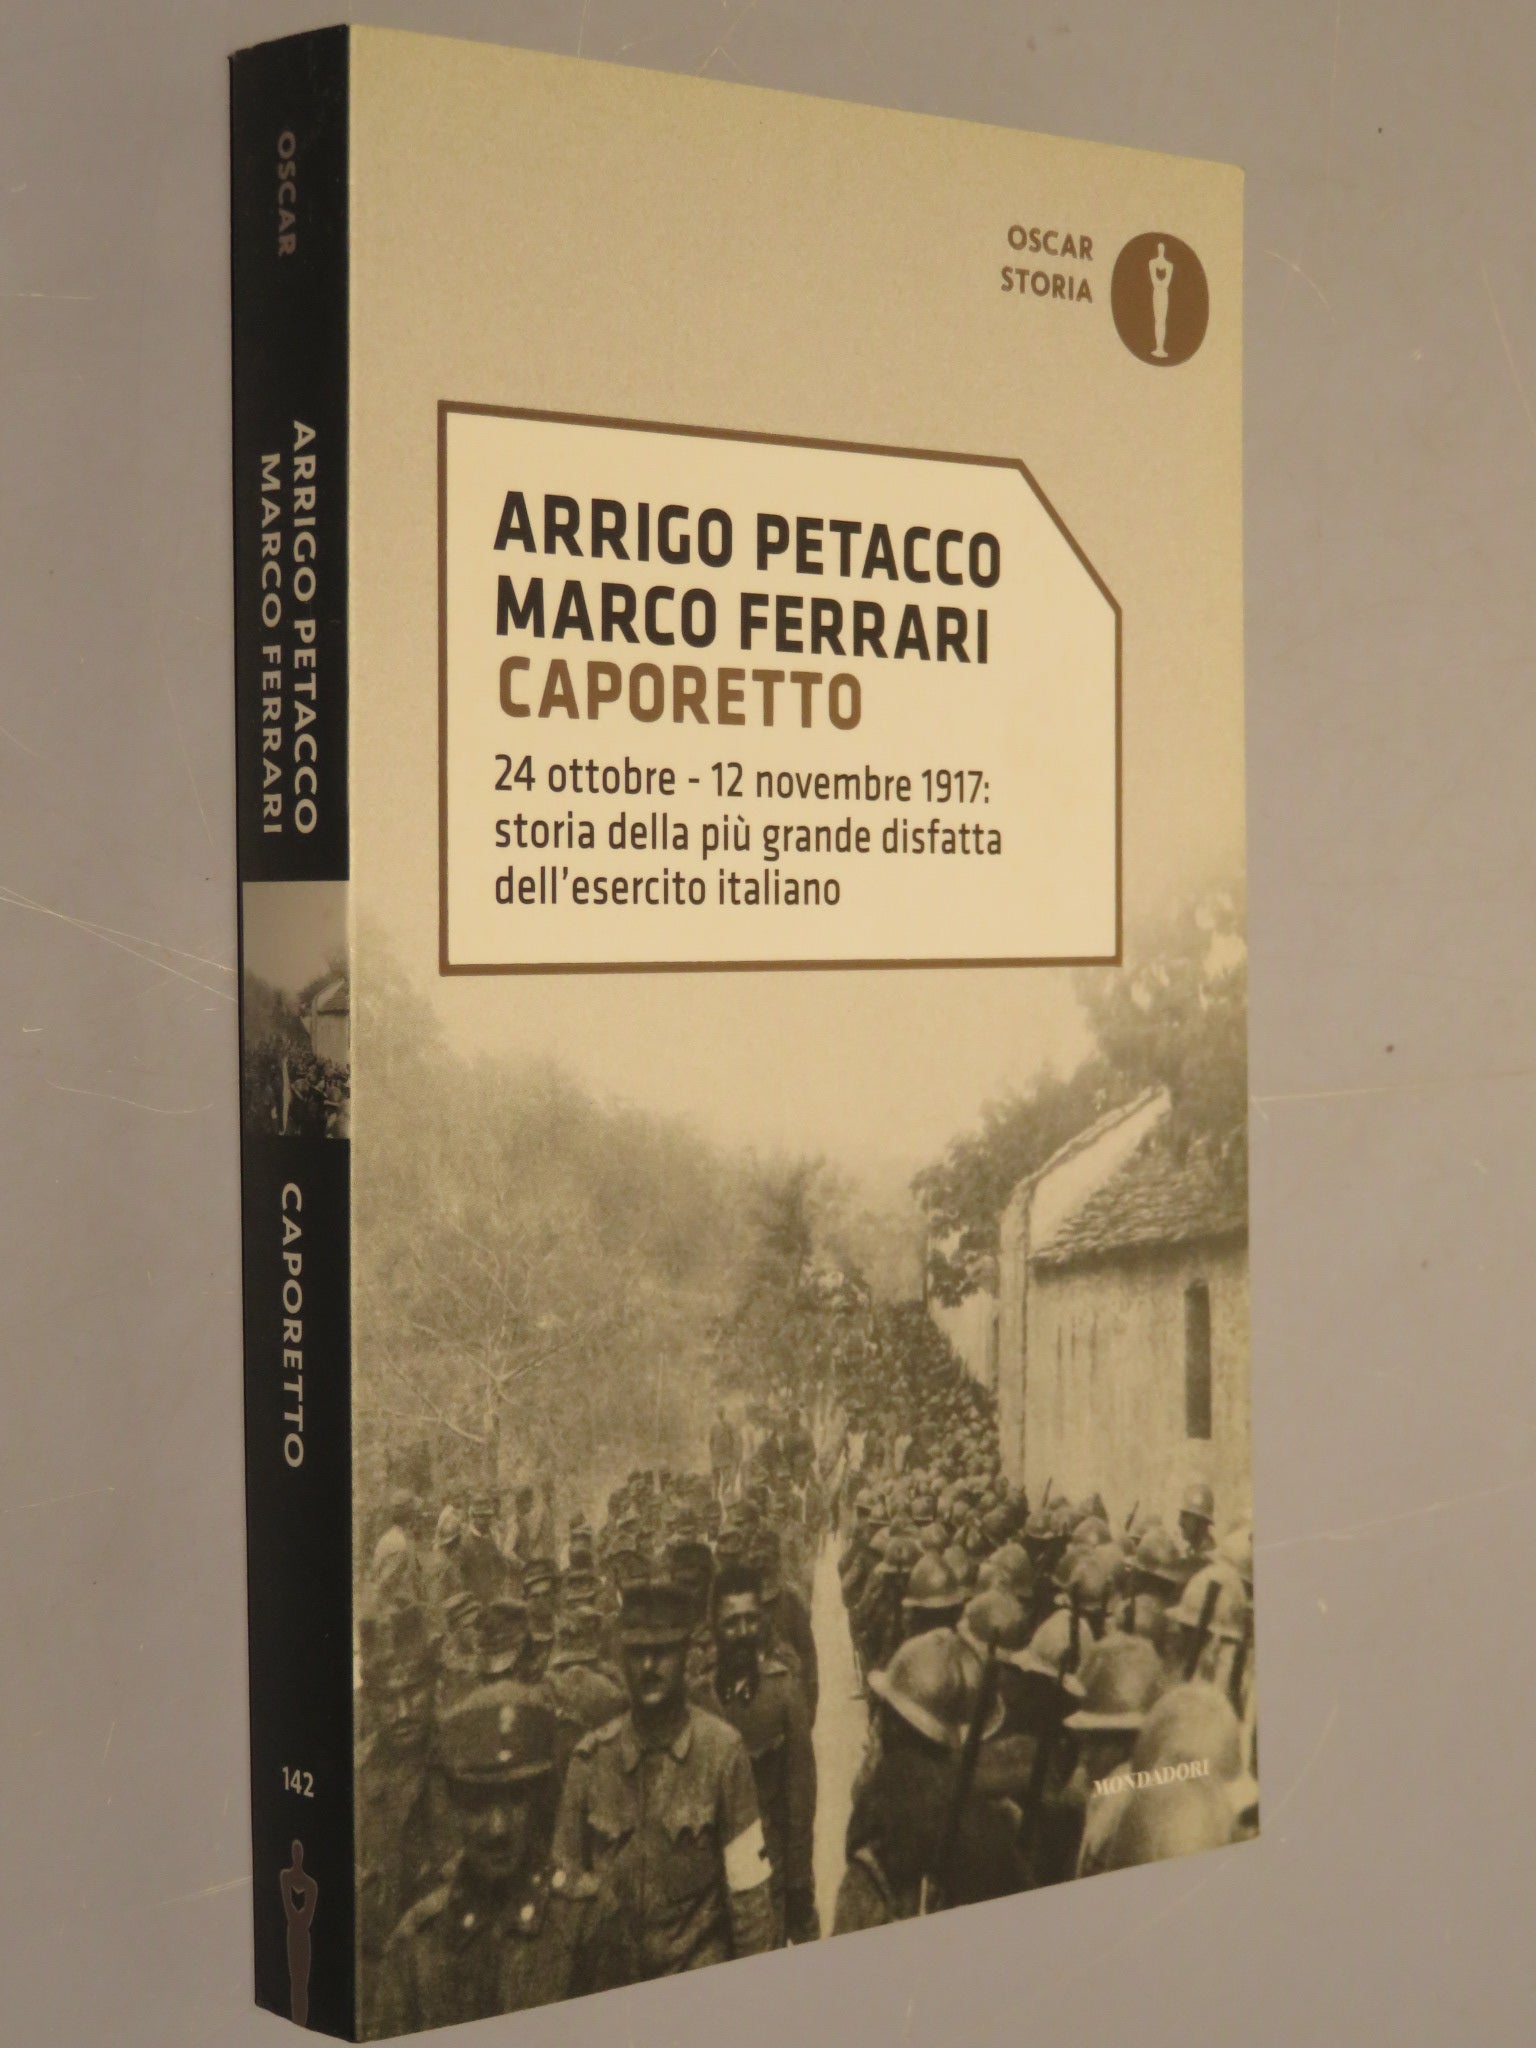 OSCAR
ARRIGO PETACCO
MARCO FERRARI
CAPORETTO
142
OSCAR
STORIA
ARRIGO PETACCO
MARCO FERRARI
CAPORETTO
24 ottobre - 12 novembre 1917:
storia della più grande disfatta
dell'esercito italiano
MONDADORI